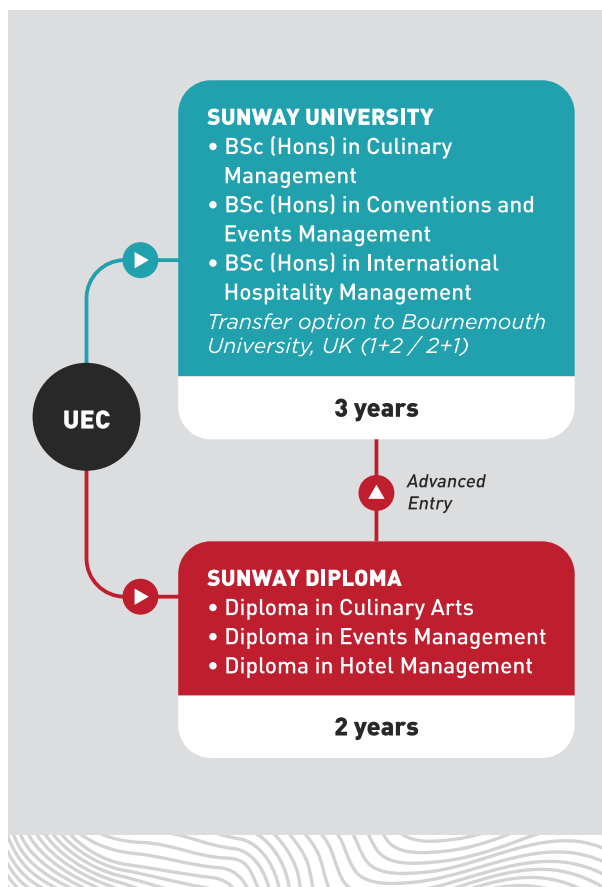 SUNWAY UNIVERSITY
• BSc (Hons) in Culinary
Management
• BSc (Hons) in Conventions and
Events Management
• BSc (Hons) in International
Hospitality Management
Transfer option to Bournemouth
University, UK (1+2 / 2+1)
3 years
UEC
Advanced
Entry
SUNWAY DIPLOMA
• Diploma in Culinary Arts
• Diploma in Events Management
• Diploma in Hotel Management
2 years